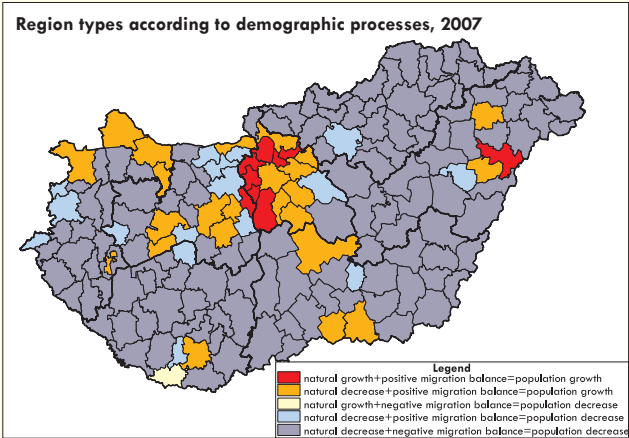 Region types according to demographic processes, 2007
Legend
natural growth+positive migration balance=population growth
natural decrease+positive migration balance=population growth
natural growth+negative migration balance=population decrease
natural decrease+positive migration balance=population decrease
natural decrease+negative migration balance=population decrease